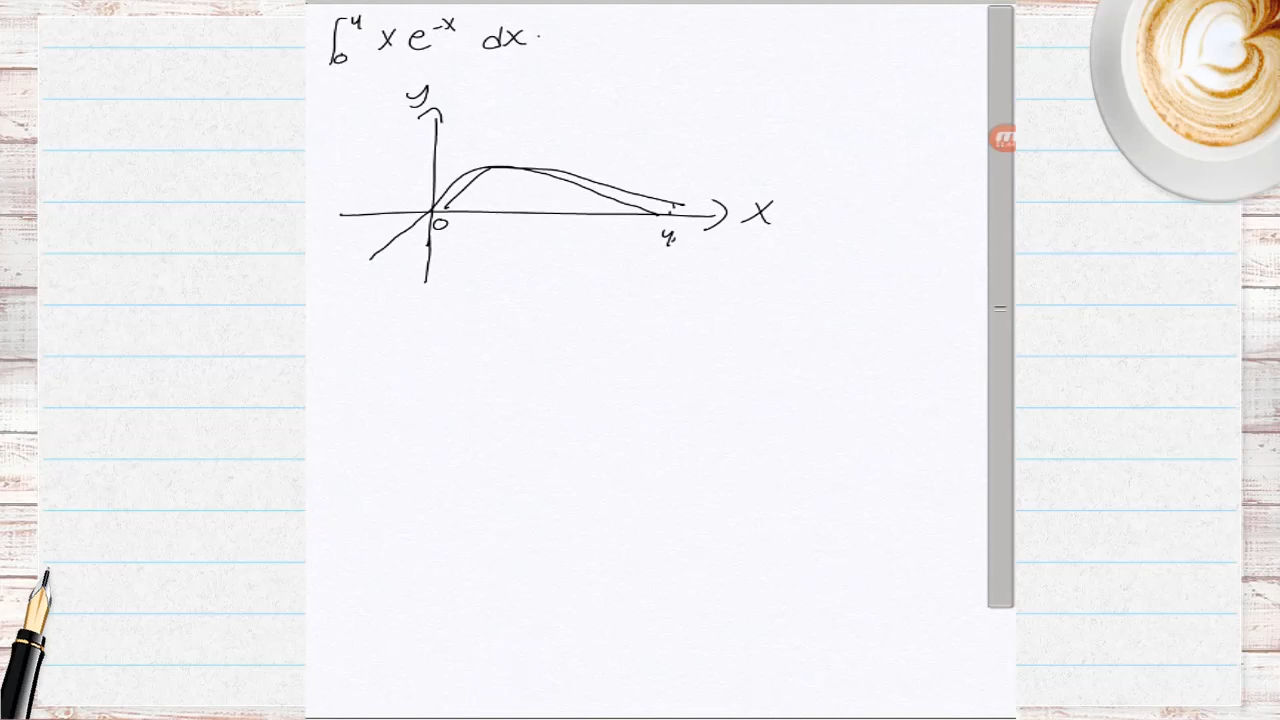 ∫₀⁴ x e⁻ˣ dx.
y
0
4
x